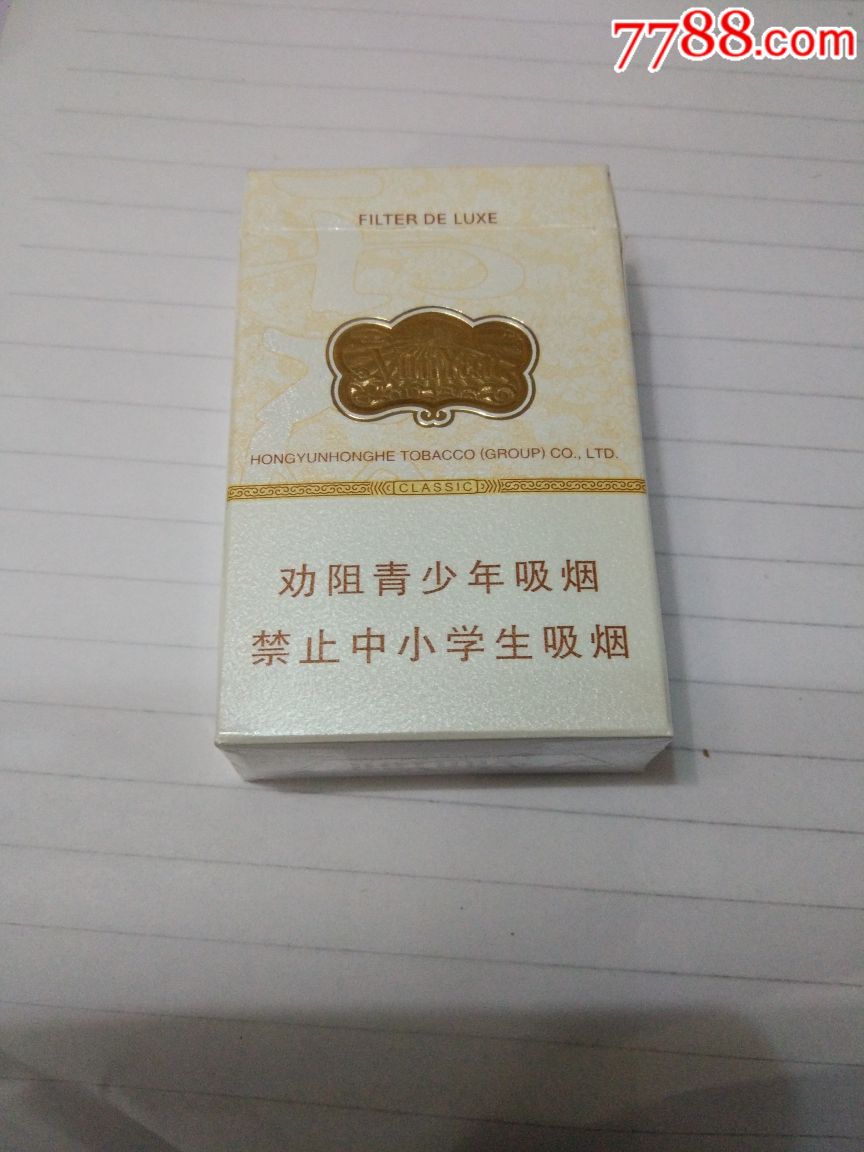 7788.com
FILTER DE LUXE
HONGYUNHONGHE TOBACCO (GROUP) CO., LTD.
CLASSIC
劝阻青少年吸烟
禁止中小学生吸烟